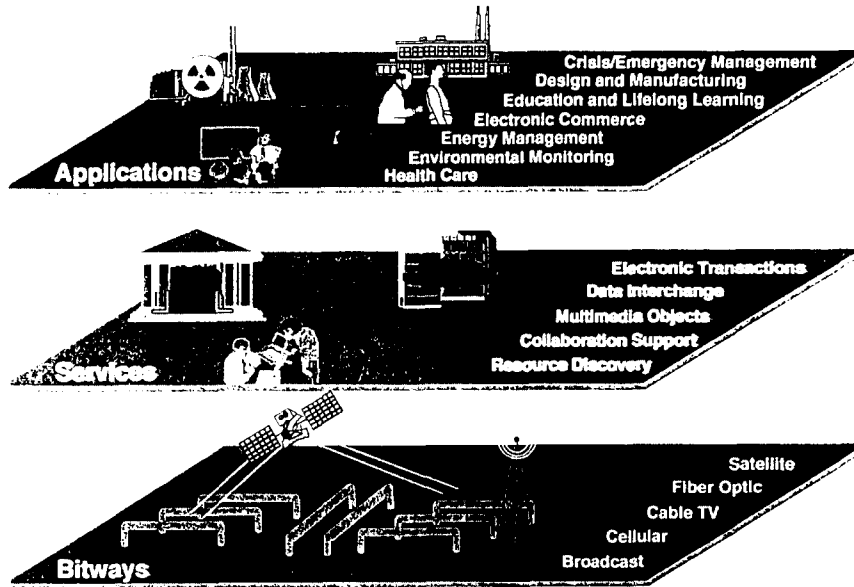 Crisis/Emergency Management
Design and Manufacturing
Education and Lifelong Learning
Electronic Commerce
Energy Management
Environmental Monitoring
Health Care
Applications
Electronic Transactions
Data Interchange
Multimedia Objects
Collaboration Support
Resource Discovery
Services
Satellite
Fiber Optic
Cable TV
Cellular
Broadcast
Bitways